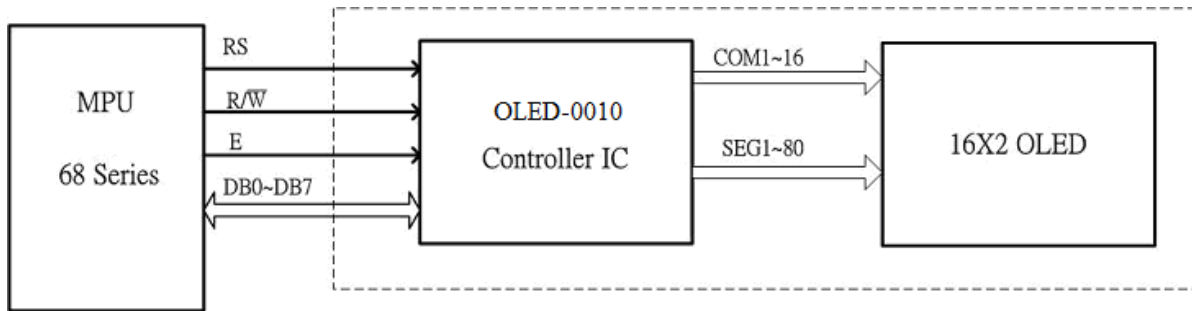 MPU
68 Series
RS
R/W̅
E
DB0~DB7
OLED-0010
Controller IC
COM1~16
SEG1~80
16X2 OLED